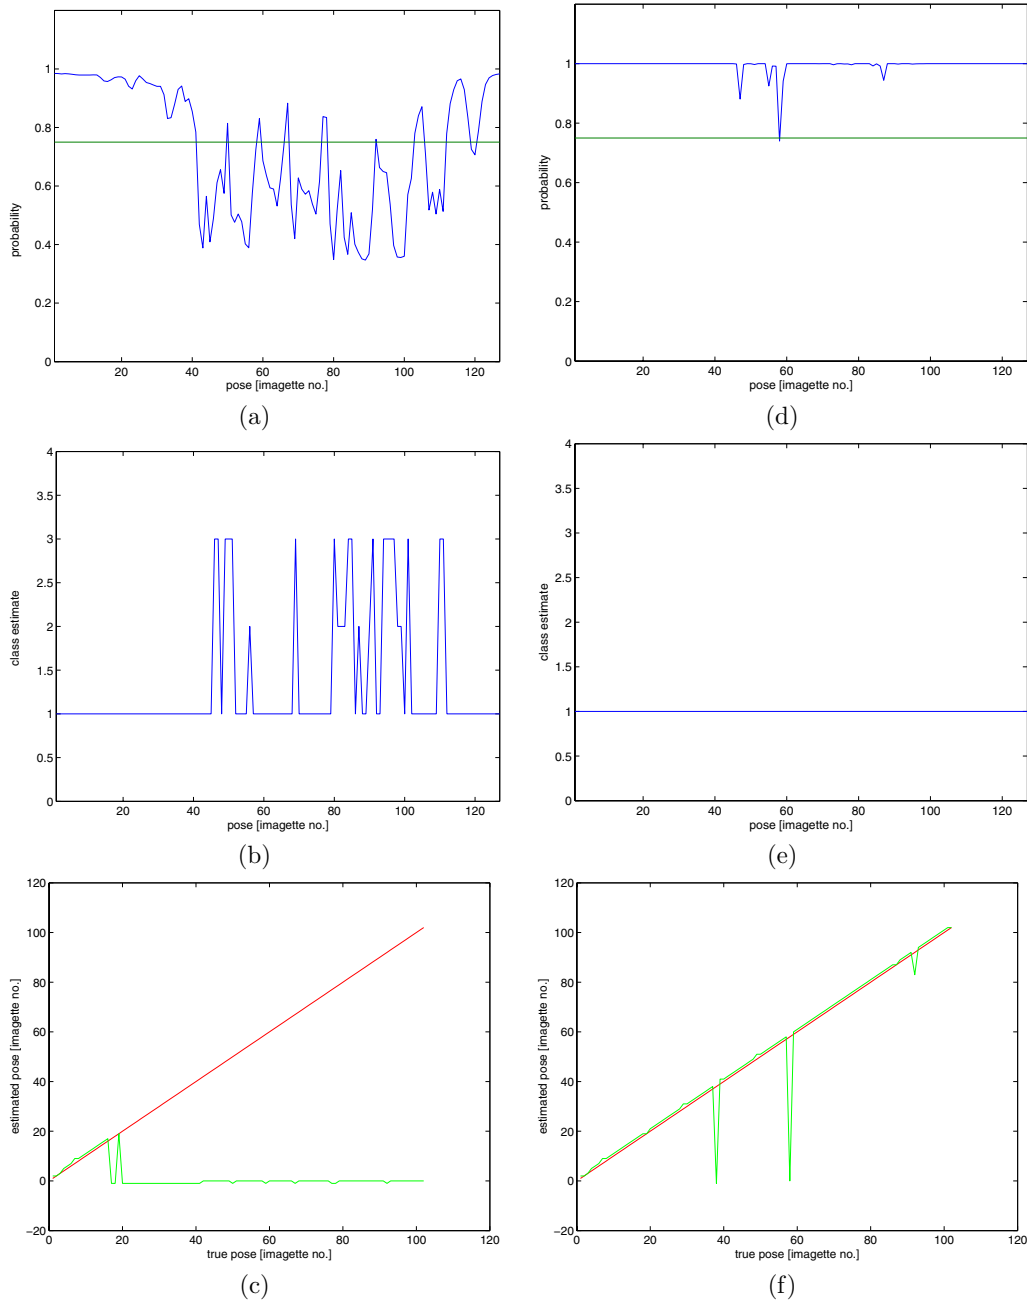 1
0.8
0.6
0.4
0.2
0
probability
20 40 60 80 100 120
pose [imagette no.]
(a)
1
0.8
0.6
0.4
0.2
0
probability
20 40 60 80 100 120
pose [imagette no.]
(d)
4
3.5
3
2.5
2
1.5
1
0.5
0
class estimate
20 40 60 80 100 120
pose [imagette no.]
(b)
4
3.5
3
2.5
2
1.5
1
0.5
0
class estimate
20 40 60 80 100 120
pose [imagette no.]
(e)
120
100
80
60
40
20
0
−20
estimated pose [imagette no.]
0 20 40 60 80 100 120
true pose [imagette no.]
(c)
120
100
80
60
40
20
0
−20
estimated pose [imagette no.]
0 20 40 60 80 100 120
true pose [imagette no.]
(f)